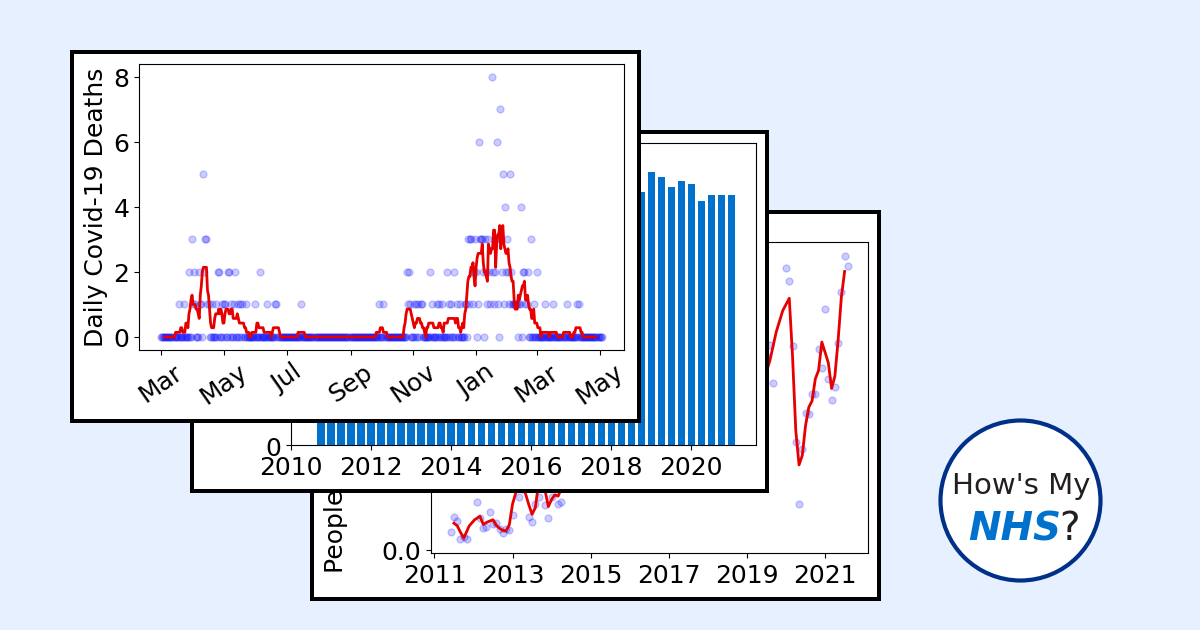 Daily Covid-19 Deaths
8
6
4
2
0
Mar May Jul Sep Nov Jan Mar May
0
2010 2012 2014 2016 2018 2020
People
0.0
2011 2013 2015 2017 2019 2021
How's My
NHS?